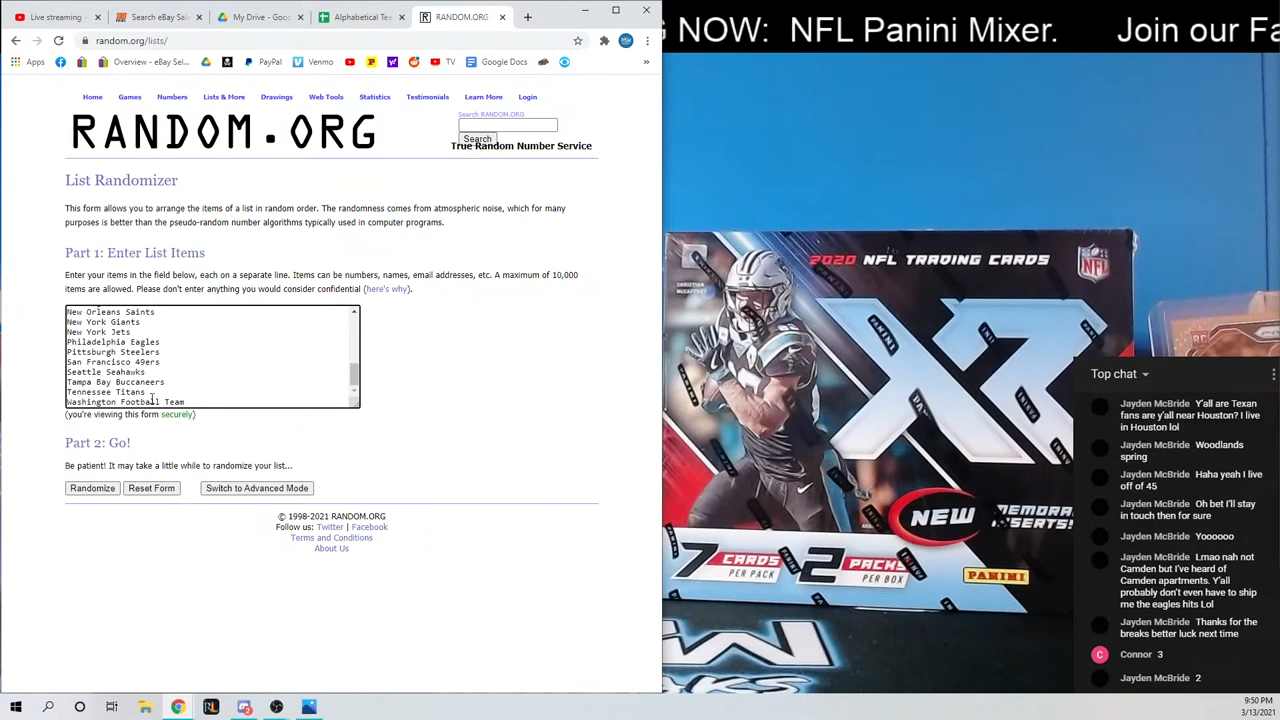 Live streaming -
Search eBay Sale
My Drive - Goo
Alphabetical Tea
RANDOM.ORG
random.org/lists/
Apps
Overview - eBay Sel...
PayPal
Venmo
TV
Google Docs
Home
Games
Numbers
Lists & More
Drawings
Web Tools
Statistics
Testimonials
Learn More
Login
RANDOM.ORG
Search RANDOM.ORG
Search
True Random Number Service
List Randomizer
This form allows you to arrange the items of a list in random order. The randomness comes from atmospheric noise, which for many
purposes is better than the pseudo-random number algorithms typically used in computer programs.
Part 1: Enter List Items
Enter your items in the field below, each on a separate line. Items can be numbers, names, email addresses, etc. A maximum of 10,000
items are allowed. Please don't enter anything you would consider confidential (here's why).
New Orleans Saints
New York Giants
New York Jets
Philadelphia Eagles
Pittsburgh Steelers
San Francisco 49ers
Seattle Seahawks
Tampa Bay Buccaneers
Tennessee Titans
Washington Football Team
(you're viewing this form securely)
Part 2: Go!
Be patient! It may take a little while to randomize your list...
Randomize
Reset Form
Switch to Advanced Mode
© 1998-2021 RANDOM.ORG
Follow us: Twitter | Facebook
Terms and Conditions
About Us
G NOW: NFL Panini Mixer.
Join our Fa
2020 NFL TRADING CARDS
NFL
CHRISTIAN
McCAFFREY
PANINI
XR
NEW
MEMORA
INSERTS!
7 CARDS
PER PACK
2 PACKS
PER BOX
PANINI
Top chat
Jayden McBride Y'all are Texan
fans are y'all near Houston? I live
in Houston lol
Jayden McBride Woodlands
spring
Jayden McBride Haha yeah I live
off of 45
Jayden McBride Oh bet I'll stay
in touch then for sure
Jayden McBride Yoooooo
Jayden McBride Lmao nah not
Camden but I've heard of
Camden apartments. Y'all
probably don't even have to ship
me the eagles hits Lol
Jayden McBride Thanks for the
breaks better luck next time
C Connor 3
Jayden McBride 2
9:50 PM
3/13/2021